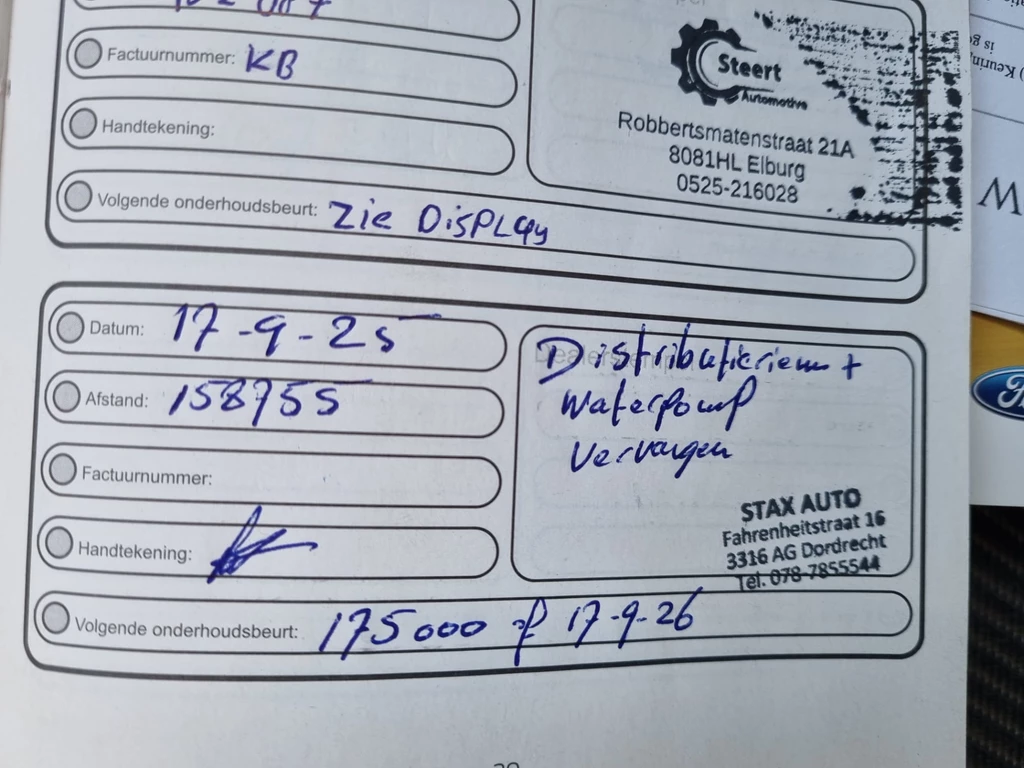 Factuurnummer: KB
Handtekening:
Volgende onderhoudsbeurt: Zie DISPLay
Steert
Automotive
Robbertsmatenstraat 21A
8081HL Elburg
0525-216028
Datum: 17-9-25
Afstand: 158755
Factuurnummer:
Handtekening:
Volgende onderhoudsbeurt: 175000 of 17-9-26
Distributieriem +
Waterpomp
Vervangen
STAX AUTO
Fahrenheitstraat 16
3316 AG Dordrecht
Tel. 078-7855544